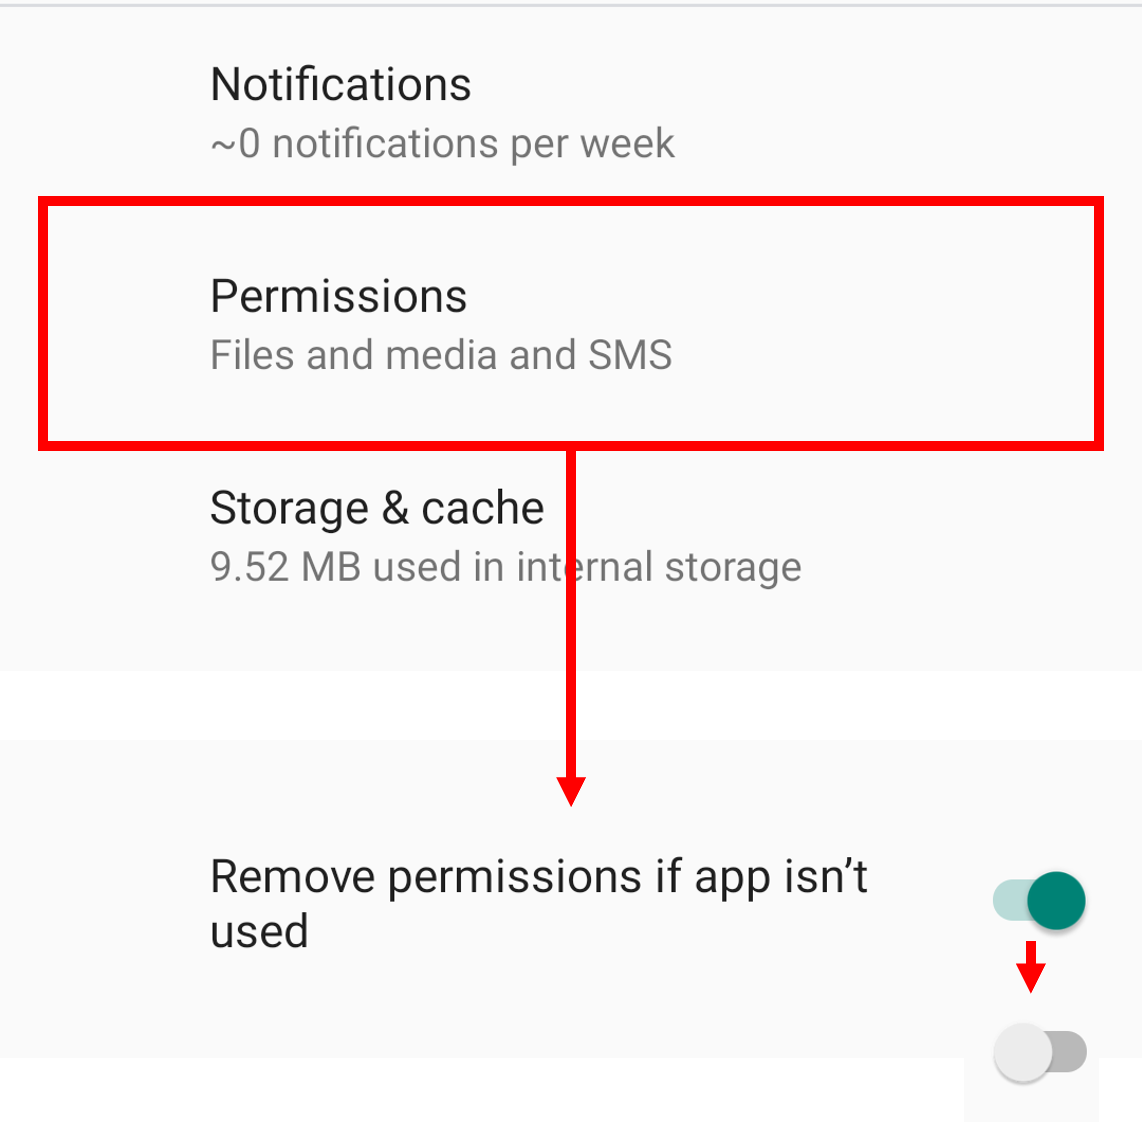 Notifications
~0 notifications per week
Permissions
Files and media and SMS
Storage & cache
9.52 MB used in internal storage
Remove permissions if app isn’t
used